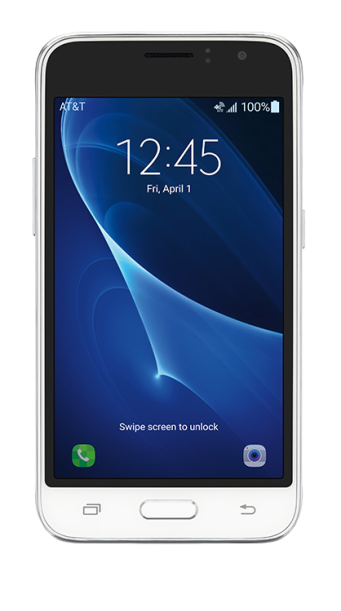 AT&T 100%
12:45
Fri, April 1
Swipe screen to unlock